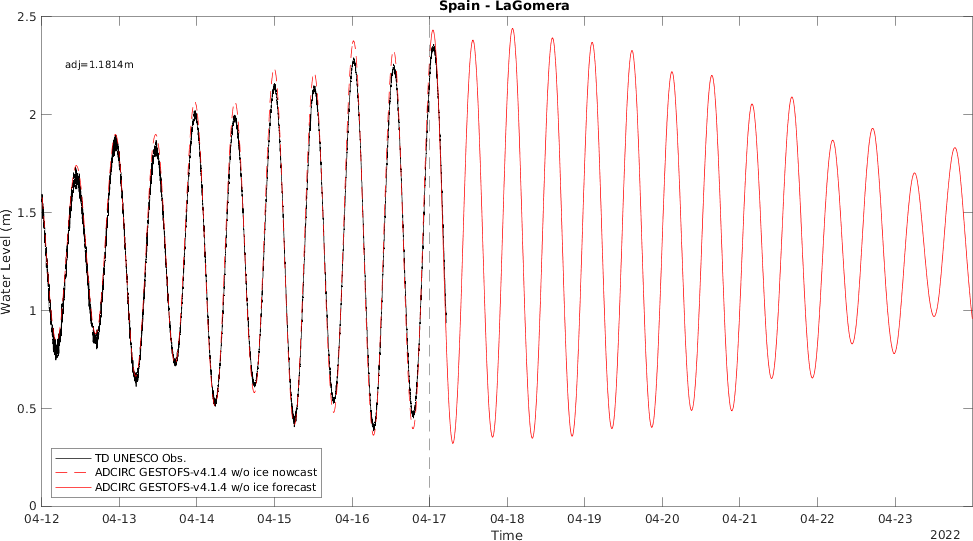 Spain - LaGomera
adj=1.1814m
Water Level (m)
2.5
2
1.5
1
0.5
0
TD UNESCO Obs.
ADCIRC GESTOFS-v4.1.4 w/o ice nowcast
ADCIRC GESTOFS-v4.1.4 w/o ice forecast
04-12 04-13 04-14 04-15 04-16 04-17 04-18 04-19 04-20 04-21 04-22 04-23
Time
2022